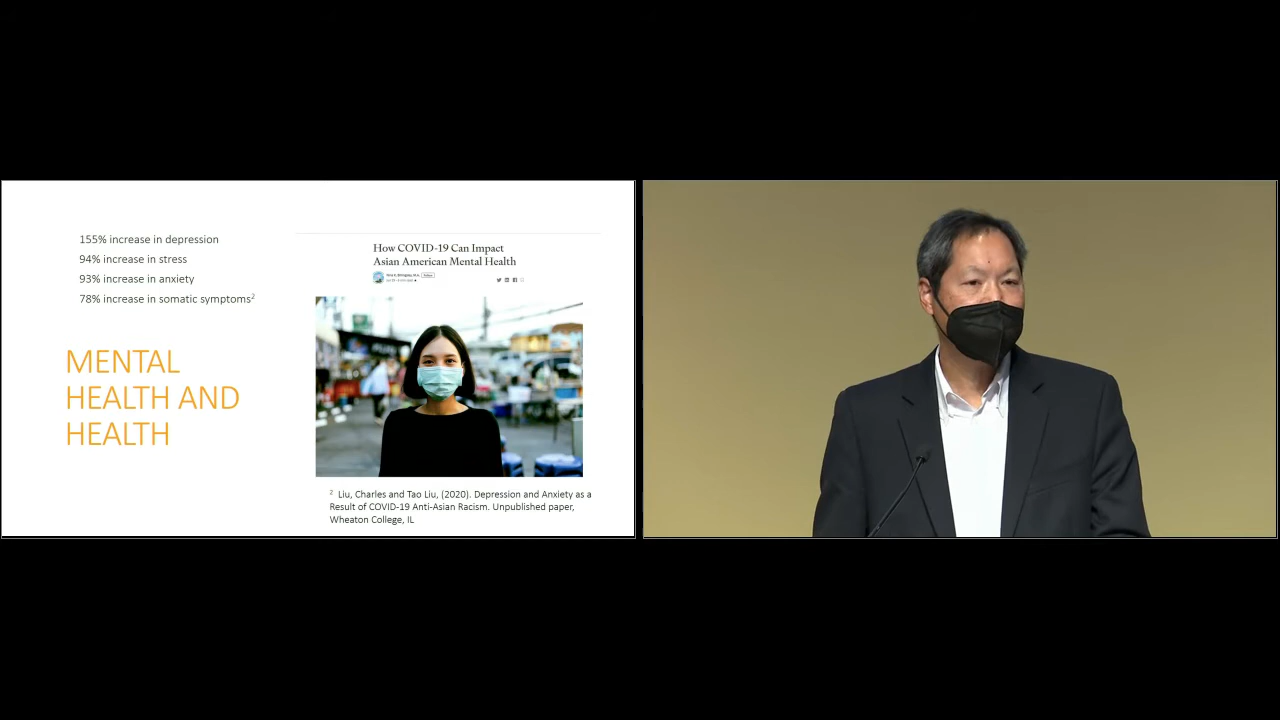 155% increase in depression
94% increase in stress
93% increase in anxiety
78% increase in somatic symptoms2
MENTAL
HEALTH AND
HEALTH
How COVID-19 Can Impact
Asian American Mental Health
2 Liu, Charles and Tao Liu, (2020). Depression and Anxiety as a
Result of COVID-19 Anti-Asian Racism. Unpublished paper,
Wheaton College, IL